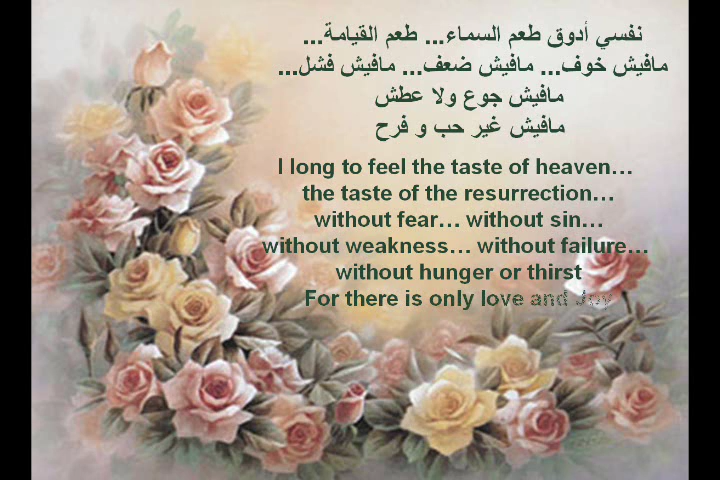 نفسي أدوق طعم السماء... طعم القيامة...
مافيش خوف... مافيش ضعف... مافيش فشل...
مافيش جوع ولا عطش
مافيش غير حب و فرح
I long to feel the taste of heaven...
the taste of the resurrection...
without fear... without sin...
without weakness... without failure...
without hunger or thirst
For there is only love and Joy